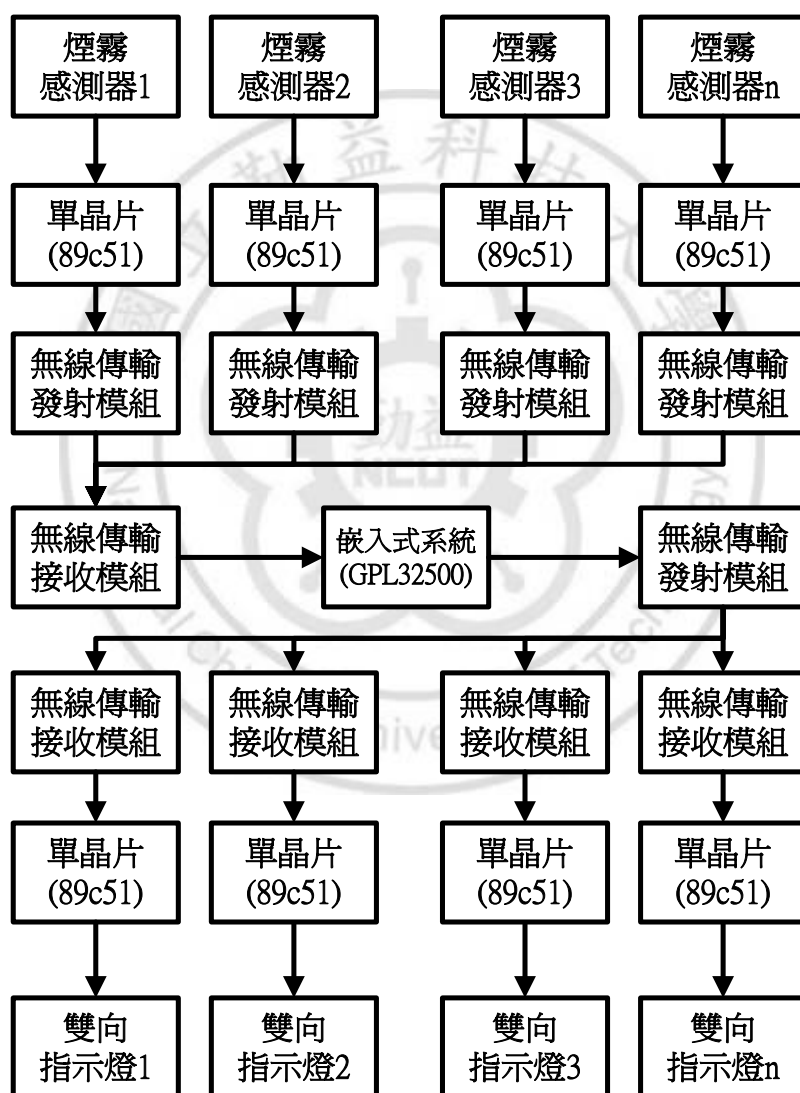 煙霧
感測器1
煙霧
感測器2
煙霧
感測器3
煙霧
感測器n
單晶片
(89c51)
單晶片
(89c51)
單晶片
(89c51)
單晶片
(89c51)
無線傳輸
發射模組
無線傳輸
發射模組
無線傳輸
發射模組
無線傳輸
發射模組
勤益
NCUT
無線傳輸
接收模組
嵌入式系統
(GPL32500)
無線傳輸
發射模組
無線傳輸
接收模組
無線傳輸
接收模組
無線傳輸
接收模組
無線傳輸
接收模組
單晶片
(89c51)
單晶片
(89c51)
單晶片
(89c51)
單晶片
(89c51)
雙向
指示燈1
雙向
指示燈2
雙向
指示燈3
雙向
指示燈n